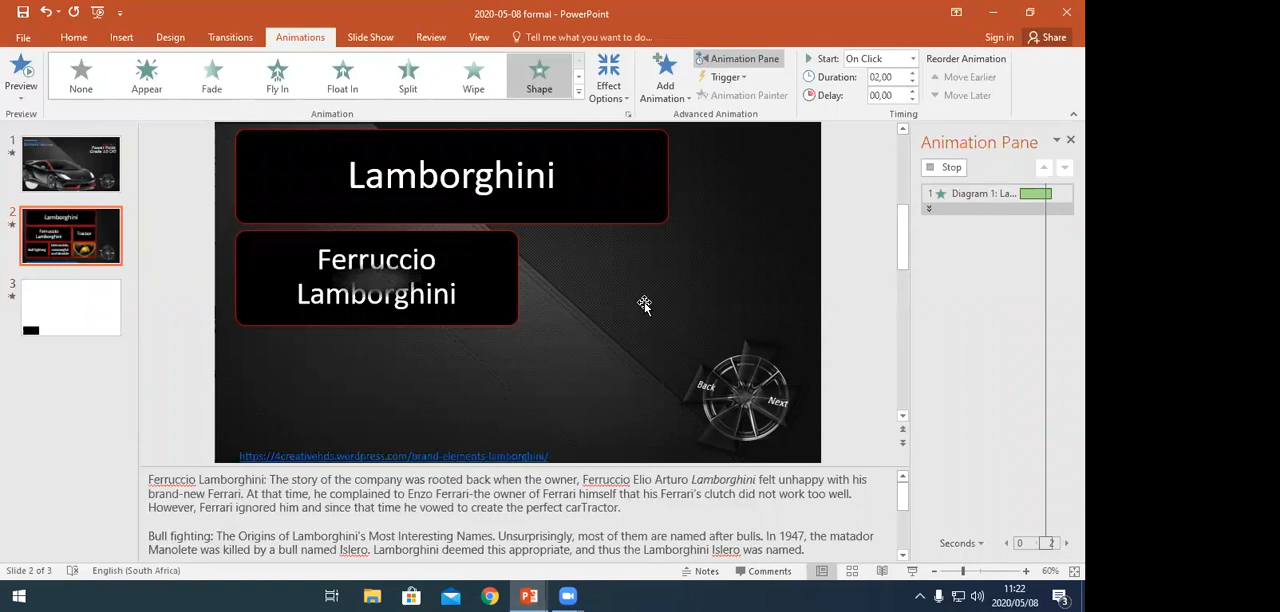 2020-05-08 formal - PowerPoint
File Home Insert Design Transitions Animations Slide Show Review View Tell me what you want to do... Sign in Share
Preview
None Appear Fade Fly In Float In Split Wipe Shape
Effect Options
Add Animation
Animation Pane
Trigger
Animation Painter
Start: On Click
Duration: 02,00
Delay: 00,00
Reorder Animation
Move Earlier
Move Later
Preview Animation Advanced Animation Timing
1
2
3
Lamborghini
Ferruccio
Lamborghini
Back
Next
https://4creativehds.wordpress.com/brand-elements-lamborghini/
Animation Pane
Stop
1 Diagram 1: La...
Seconds 0 2
Ferruccio Lamborghini: The story of the company was rooted back when the owner, Ferruccio Elio Arturo Lamborghini felt unhappy with his
brand-new Ferrari. At that time, he complained to Enzo Ferrari-the owner of Ferrari himself that his Ferrari's clutch did not work too well.
However, Ferrari ignored him and since that time he vowed to create the perfect carTractor.
Bull fighting: The Origins of Lamborghini's Most Interesting Names. Unsurprisingly, most of them are named after bulls. In 1947, the matador
Manolete was killed by a bull named Islero. Lamborghini deemed this appropriate, and thus the Lamborghini Islero was named.
Slide 2 of 3 English (South Africa) Notes Comments 60%
11:22
2020/05/08
3